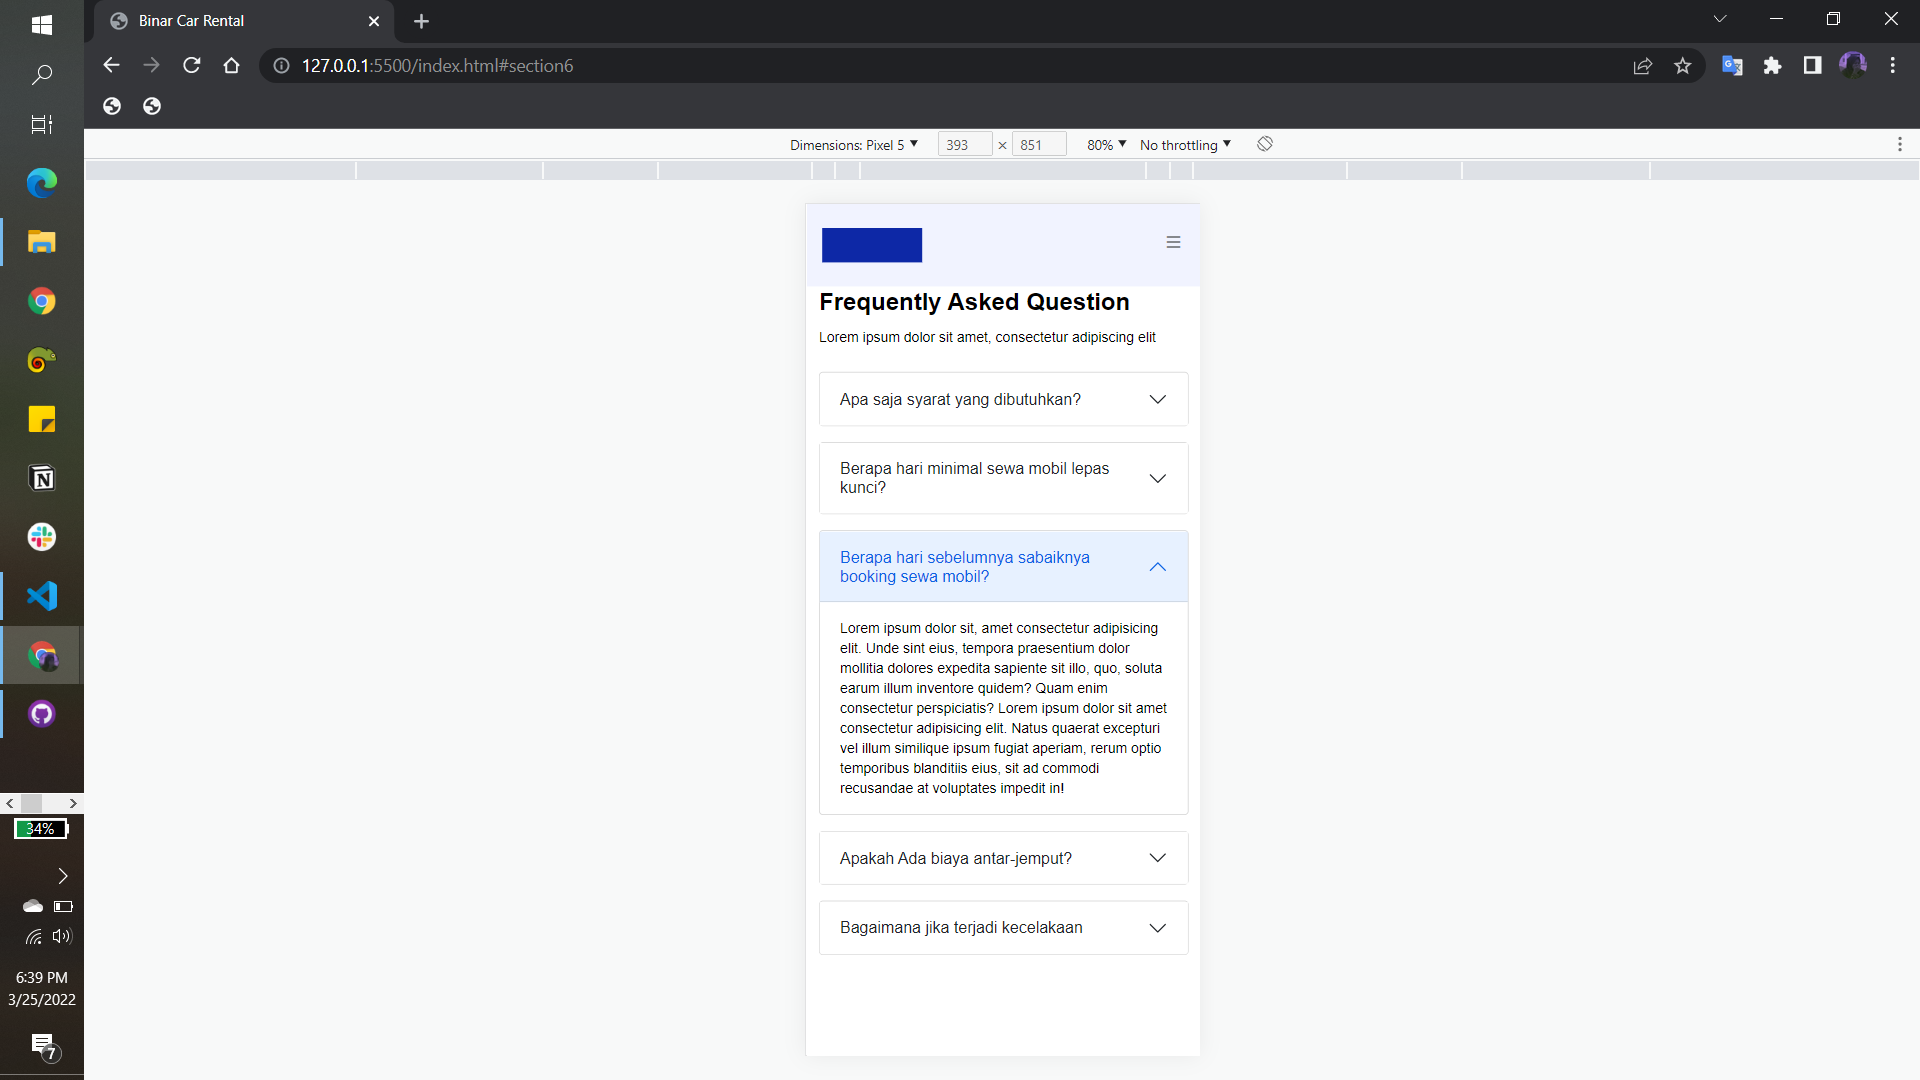 Binar Car Rental
127.0.0.1:5500/index.html#section6
Dimensions: Pixel 5
393 × 851
80%
No throttling
Frequently Asked Question
Lorem ipsum dolor sit amet, consectetur adipiscing elit
Apa saja syarat yang dibutuhkan?
Berapa hari minimal sewa mobil lepas
kunci?
Berapa hari sebelumnya sabaiknya
booking sewa mobil?
Lorem ipsum dolor sit, amet consectetur adipisicing
elit. Unde sint eius, tempora praesentium dolor
mollitia dolores expedita sapiente sit illo, quo, soluta
earum illum inventore quidem? Quam enim
consectetur perspiciatis? Lorem ipsum dolor sit amet
consectetur adipisicing elit. Natus quaerat excepturi
vel illum similique ipsum fugiat aperiam, rerum optio
temporibus blanditiis eius, sit ad commodi
recusandae at voluptates impedit in!
Apakah Ada biaya antar-jemput?
Bagaimana jika terjadi kecelakaan
34%
6:39 PM
3/25/2022
7